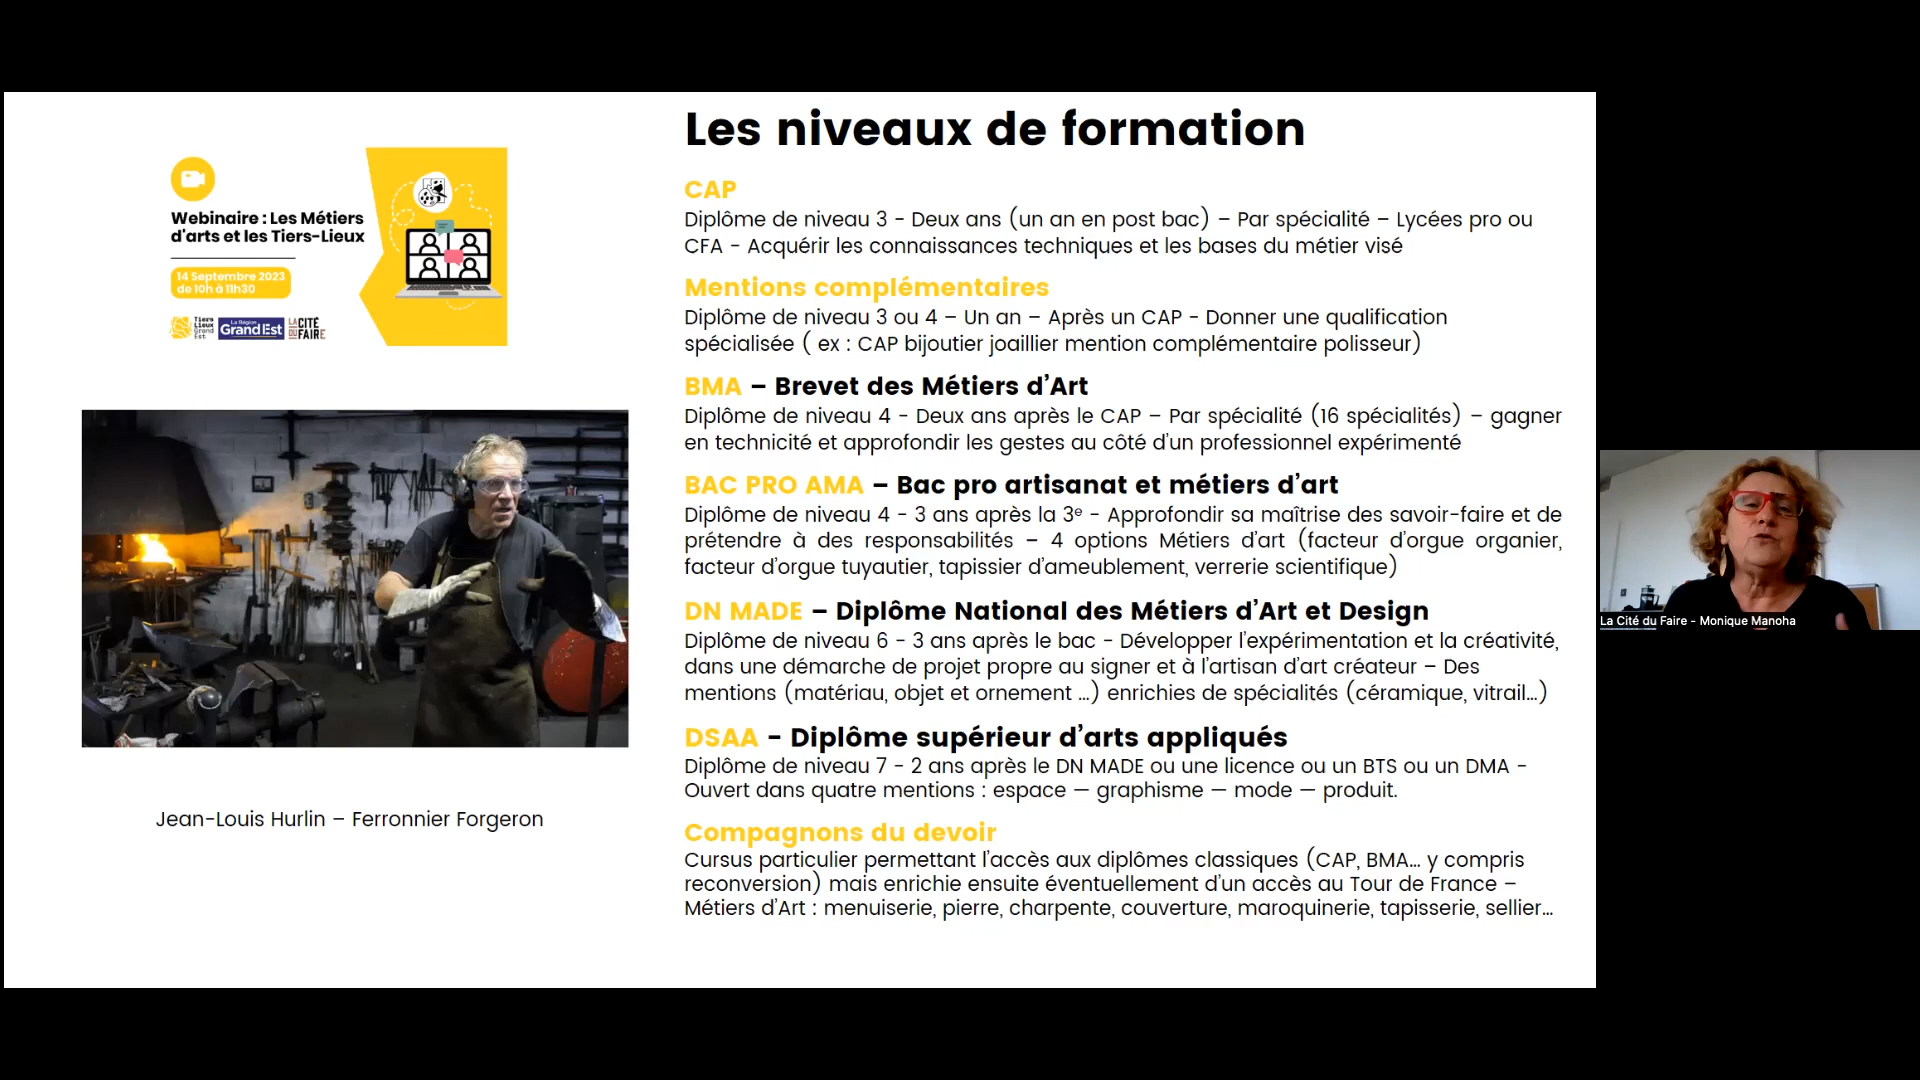 Webinaire : Les Métiers
d'arts et les Tiers-Lieux
14 Septembre 2023
de 10h à 11h30
Tiers
Lieux
Grand
Est
La Région
GrandEst
LACITÉ
DUFAIRE
Jean-Louis Hurlin – Ferronnier Forgeron
Les niveaux de formation
CAP
Diplôme de niveau 3 - Deux ans (un an en post bac) – Par spécialité – Lycées pro ou
CFA - Acquérir les connaissances techniques et les bases du métier visé
Mentions complémentaires
Diplôme de niveau 3 ou 4 – Un an – Après un CAP - Donner une qualification
spécialisée ( ex : CAP bijoutier joaillier mention complémentaire polisseur)
BMA – Brevet des Métiers d’Art
Diplôme de niveau 4 - Deux ans après le CAP – Par spécialité (16 spécialités) – gagner
en technicité et approfondir les gestes au côté d’un professionnel expérimenté
BAC PRO AMA – Bac pro artisanat et métiers d’art
Diplôme de niveau 4 - 3 ans après la 3ᵉ - Approfondir sa maîtrise des savoir-faire et de
prétendre à des responsabilités – 4 options Métiers d’art (facteur d’orgue organier,
facteur d’orgue tuyautier, tapissier d’ameublement, verrerie scientifique)
DN MADE – Diplôme National des Métiers d’Art et Design
Diplôme de niveau 6 - 3 ans après le bac - Développer l’expérimentation et la créativité,
dans une démarche de projet propre au signer et à l’artisan d’art créateur – Des
mentions (matériau, objet et ornement …) enrichies de spécialités (céramique, vitrail…)
DSAA - Diplôme supérieur d’arts appliqués
Diplôme de niveau 7 - 2 ans après le DN MADE ou une licence ou un BTS ou un DMA -
Ouvert dans quatre mentions : espace — graphisme — mode — produit.
Compagnons du devoir
Cursus particulier permettant l’accès aux diplômes classiques (CAP, BMA… y compris
reconversion) mais enrichie ensuite éventuellement d’un accès au Tour de France –
Métiers d’Art : menuiserie, pierre, charpente, couverture, maroquinerie, tapisserie, sellier…
La Cité du Faire - Monique Manoha